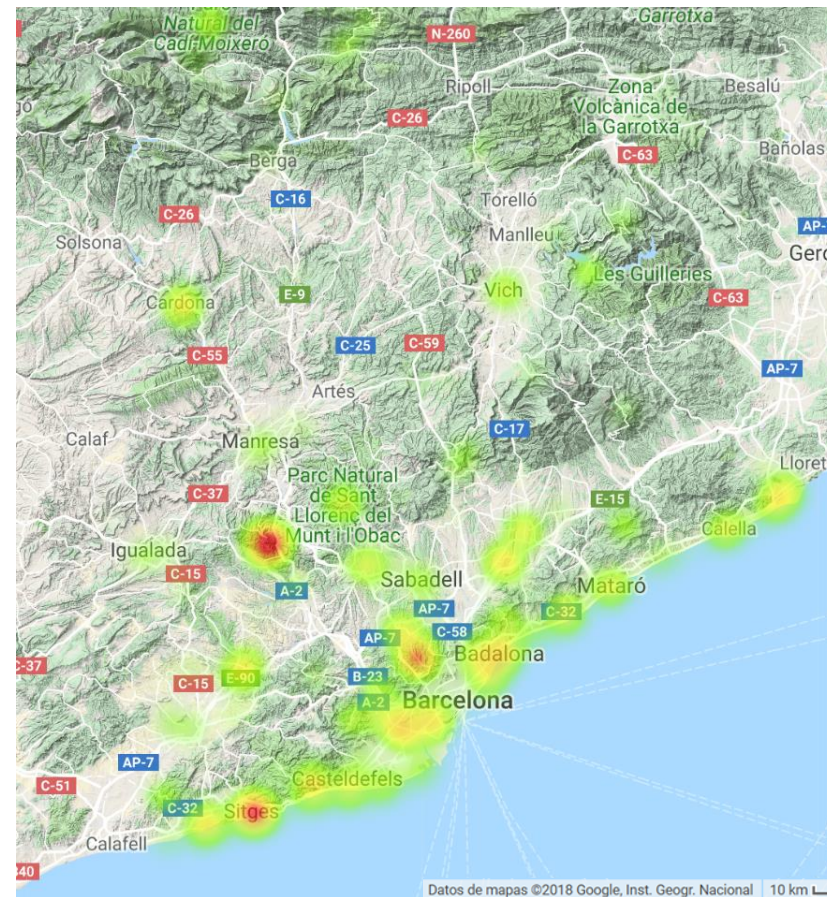 Natural del
Cadí-Moixeró
Garrotxa
N-260
Ripoll
Zona
Volcànica de
la Garrotxa
Besalú
C-26
C-63
Bañolas
Berga
C-16
C-26
Torelló
Manlleu
AP-
Solsona
Gero
Les Guilleries
Vich
Cardona
E-9
C-63
C-25
C-59
C-55
AP-7
Artés
C-17
Calaf
Manresa
Lloret
Parc Natural
de Sant
Llorenç del
Munt i l'Obac
C-37
E-15
Calella
Igualada
C-15
Sabadell
Mataró
A-2
AP-7
C-32
AP-7
C-58
Badalona
C-37
C-15
E-90
B-23
A-2
Barcelona
AP-7
Casteldefels
C-51
C-32
Sitges
Calafell
340
Datos de mapas ©2018 Google, Inst. Geogr. Nacional 10 km